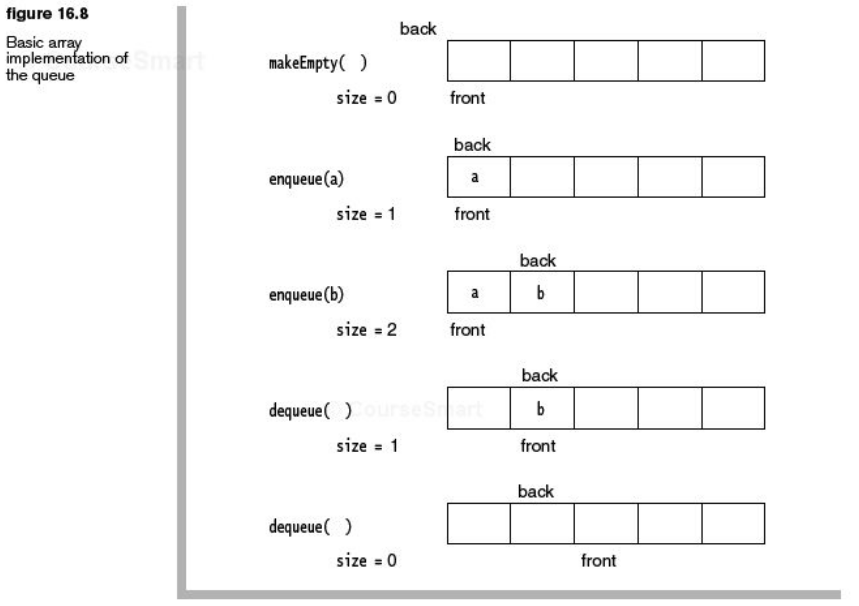 figure 16.8
Basic array
implementation of
the queue
back
makeEmpty( )
size = 0 front
back
enqueue(a) a
size = 1 front
back
enqueue(b) a b
size = 2 front
back
dequeue( ) b
size = 1 front
back
dequeue( )
size = 0 front
CourseSmart